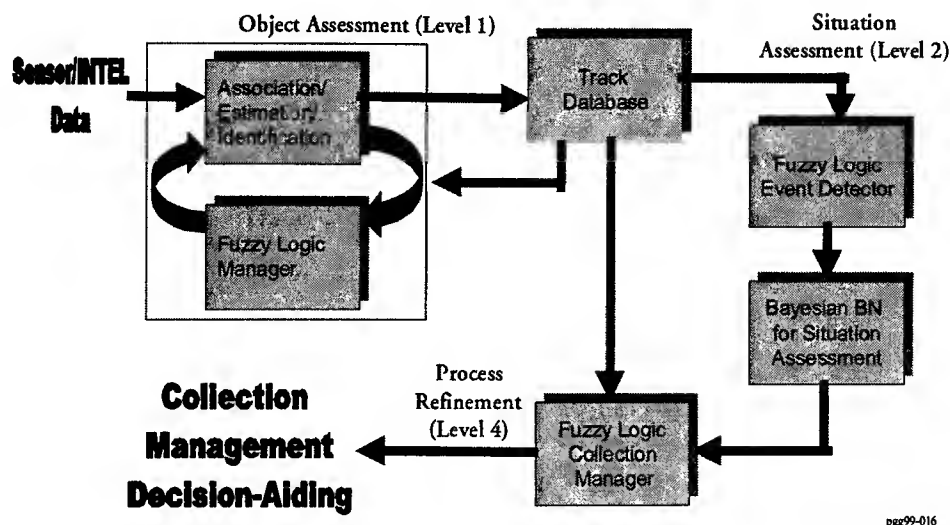 Object Assessment (Level 1)
Situation
Assessment (Level 2)
Sensor/INTEL
Data
Association/
Estimation/
Identification
Track
Database
Fuzzy Logic
Event Detector
Fuzzy Logic
Manager
Bayesian BN
for Situation
Assessment
Process
Refinement
(Level 4)
Collection
Management
Decision-Aiding
Fuzzy Logic
Collection
Manager
pgg99-016